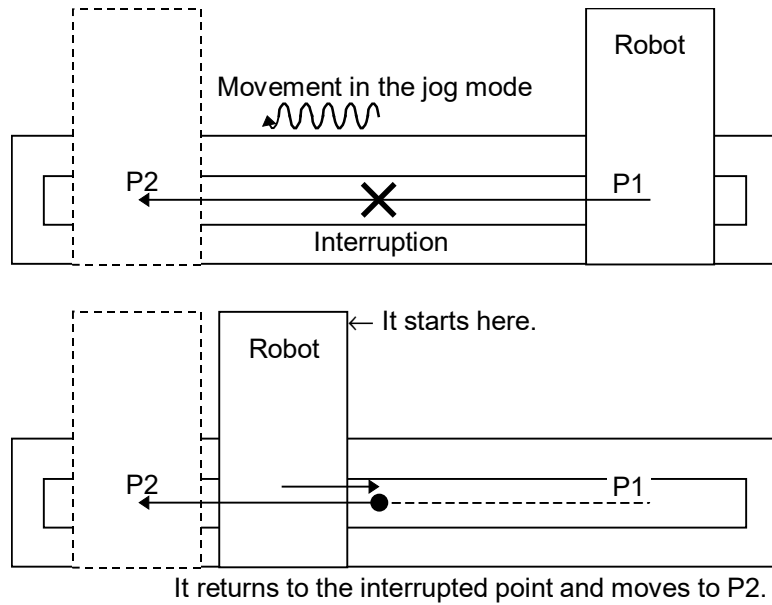 Robot
Movement in the jog mode
P2
P1
Interruption
← It starts here.
Robot
P2
P1
It returns to the interrupted point and moves to P2.